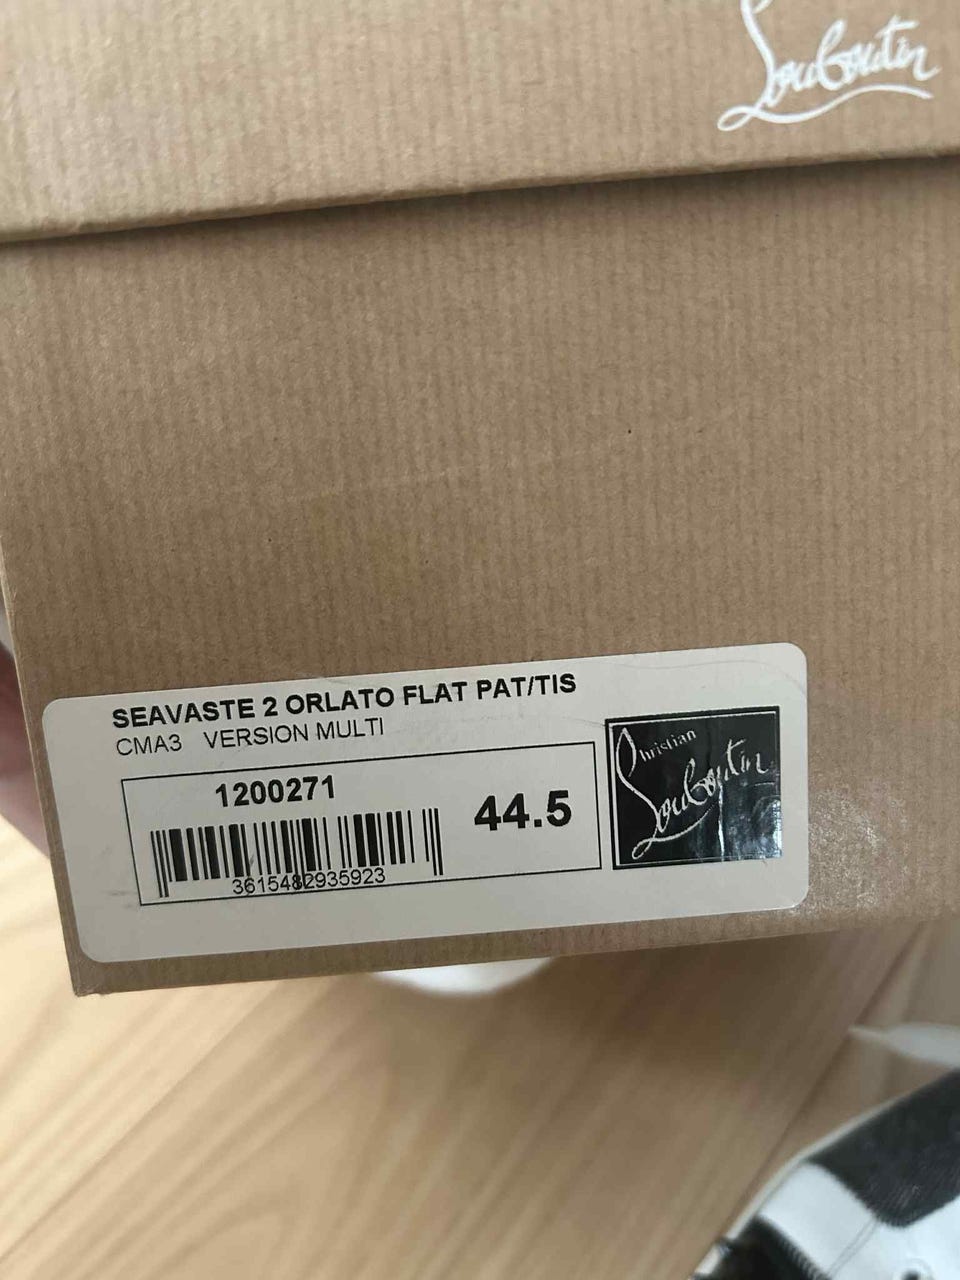 Louboutin
SEAVASTE 2 ORLATO FLAT PAT/TIS
CMA3 VERSION MULTI
1200271
44.5
3615482935923
Christian
Louboutin